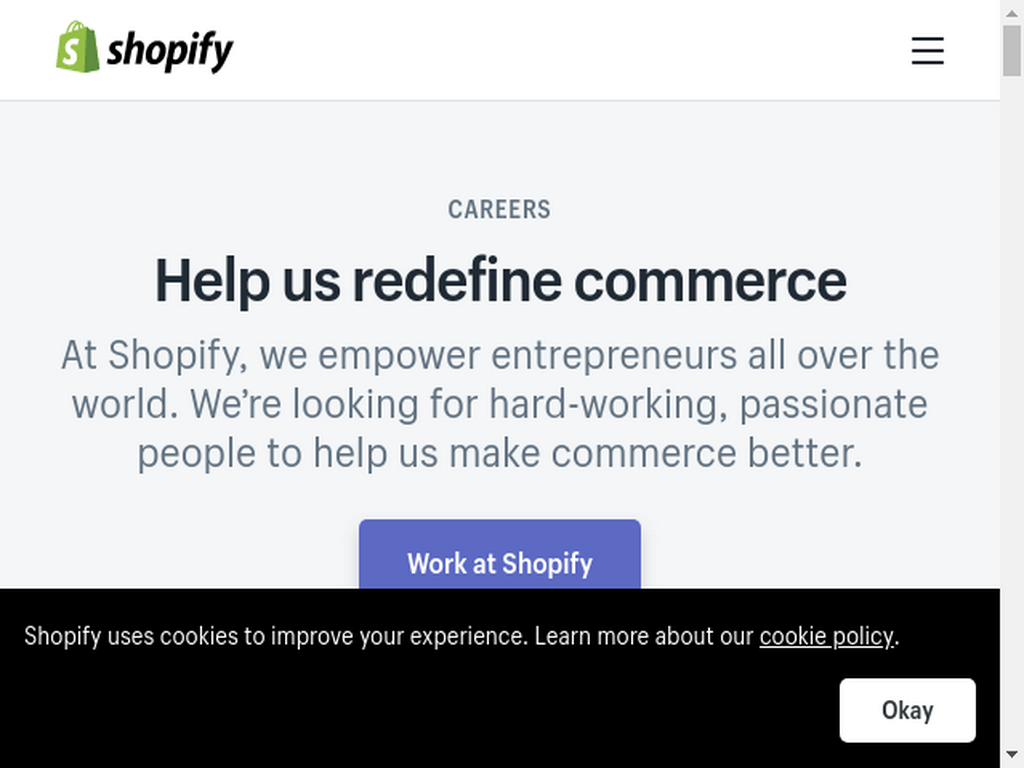 shopify
CAREERS
Help us redefine commerce
At Shopify, we empower entrepreneurs all over the
world. We’re looking for hard-working, passionate
people to help us make commerce better.
Work at Shopify
Shopify uses cookies to improve your experience. Learn more about our cookie policy.
Okay